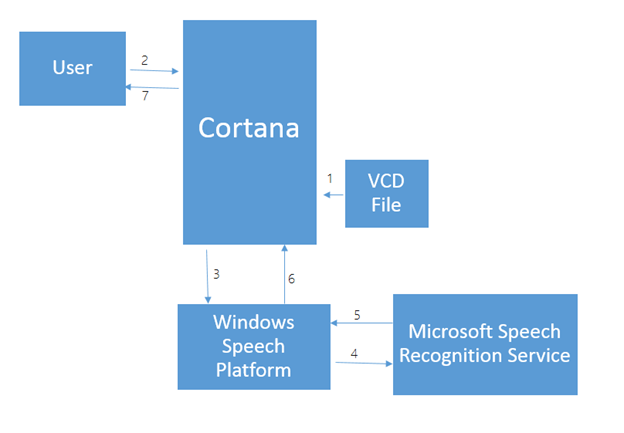 User
2
7
Cortana
1
VCD
File
3
6
Windows
Speech
Platform
5
4
Microsoft Speech
Recognition Service